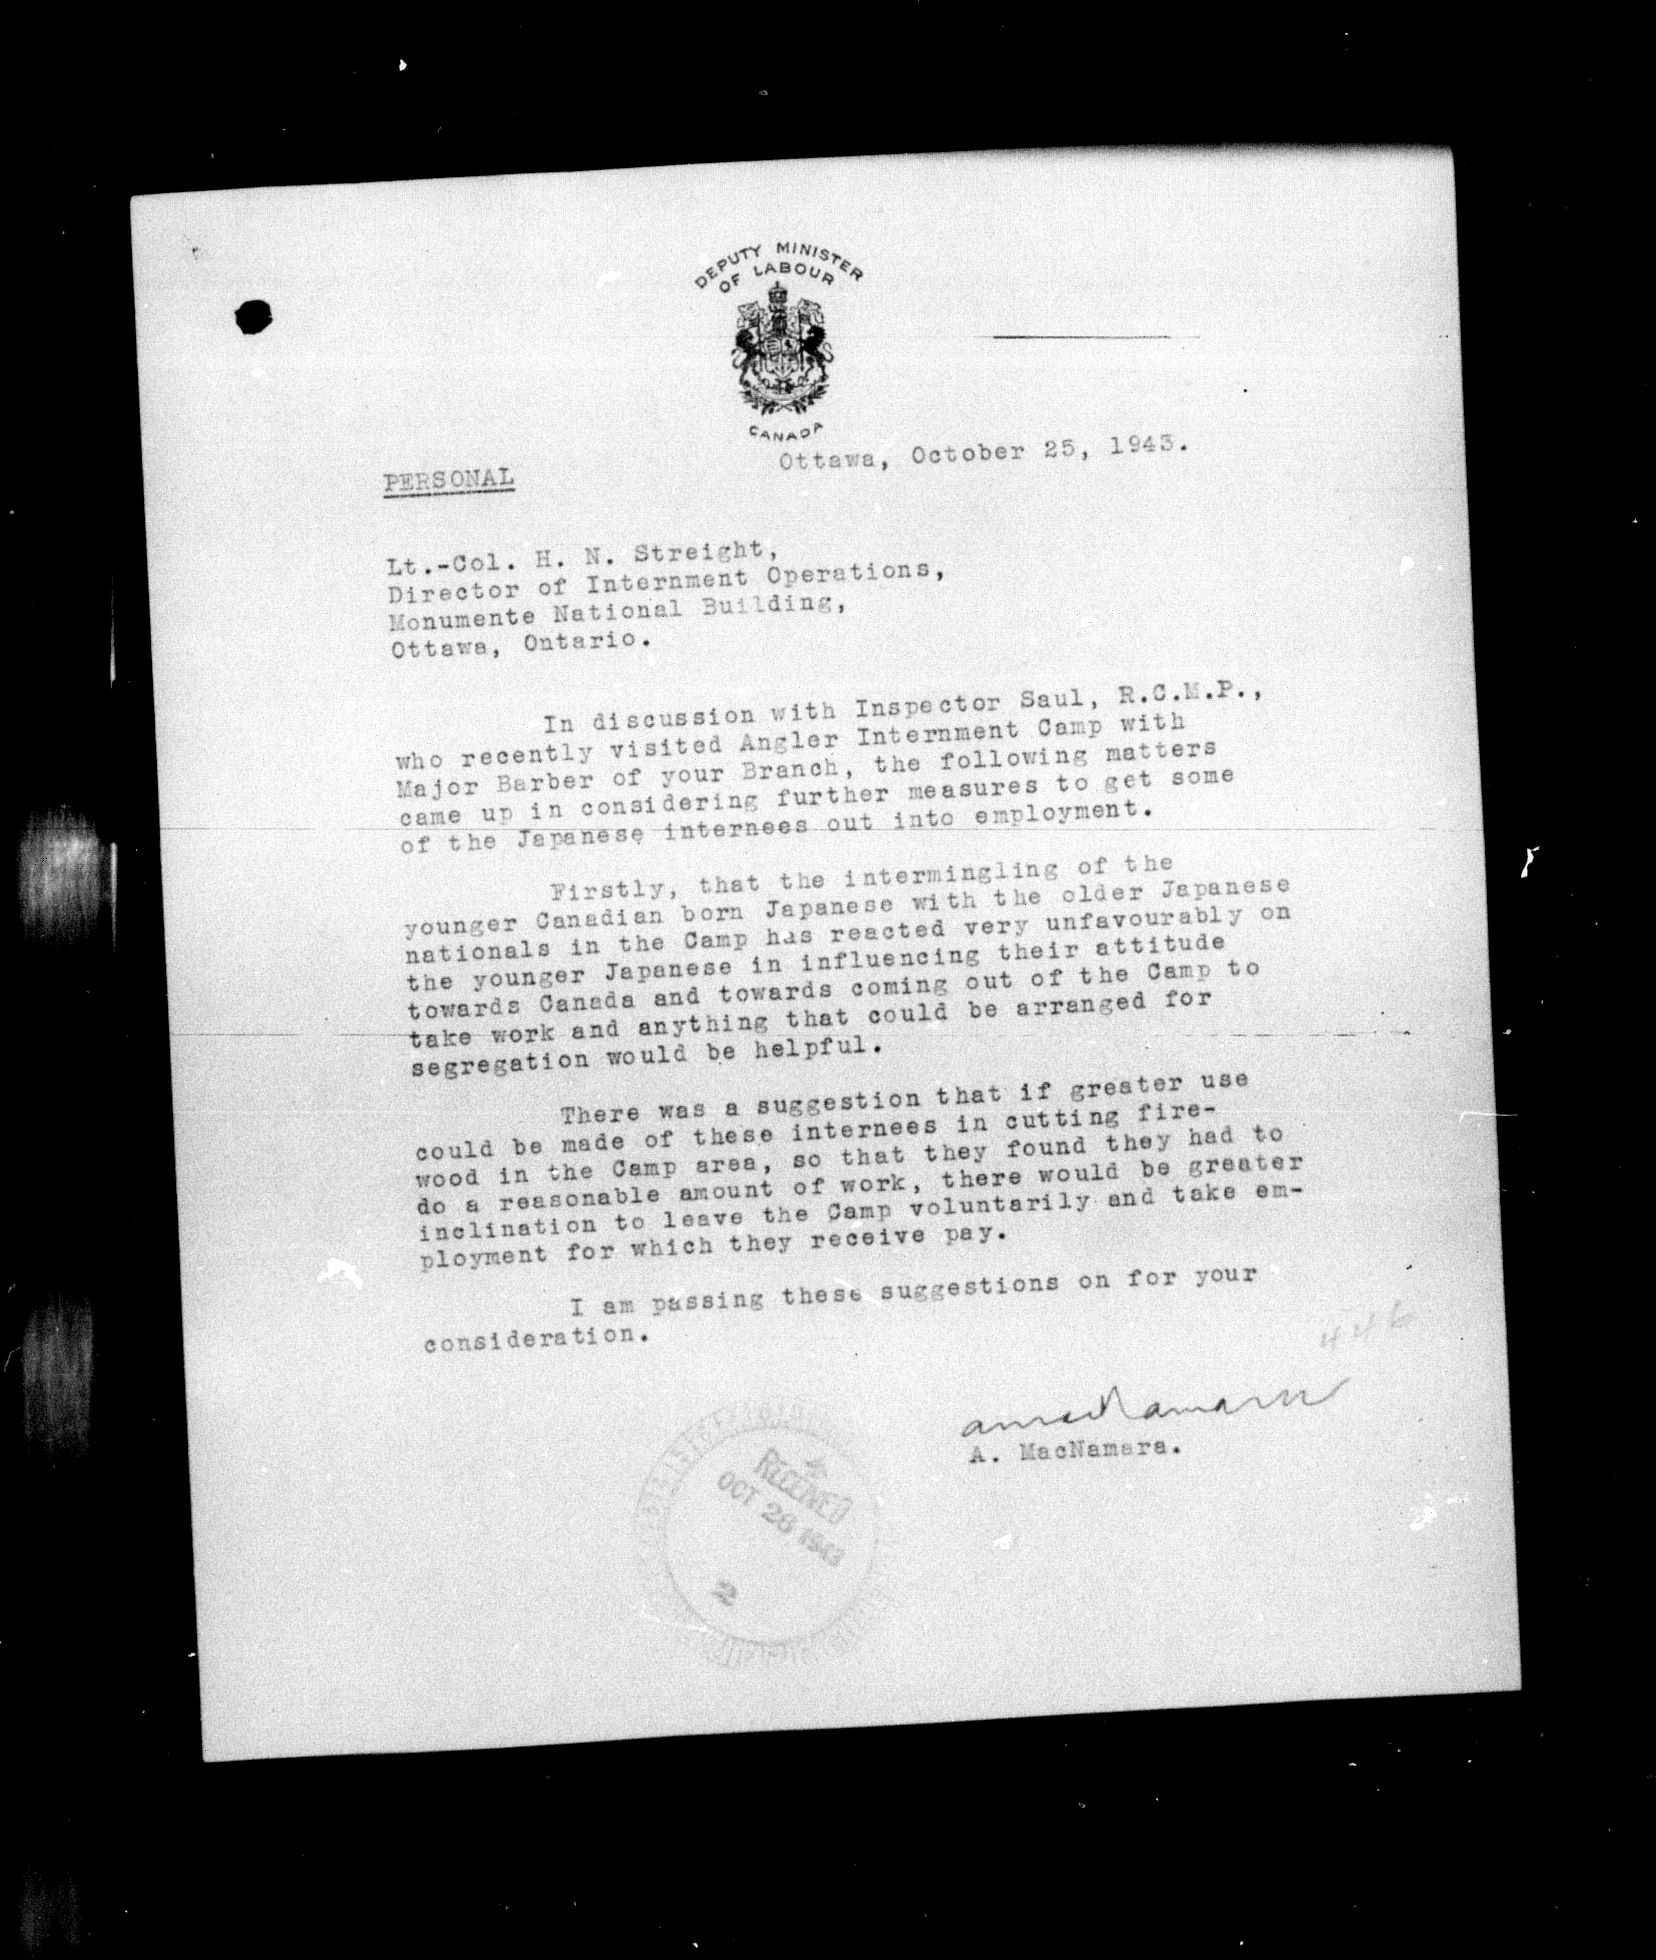 DEPUTY MINISTER
OF LABOUR
CANADA
Ottawa, October 25, 1943.
PERSONAL
Lt.-Col. H. N. Streight,
Director of Internment Operations,
Monumente National Building,
Ottawa, Ontario.
In discussion with Inspector Saul, R.C.M.P.,
who recently visited Angler Internment Camp with
Major Barber of your Branch, the following matters
came up in considering further measures to get some
of the Japanese internees out into employment.
Firstly, that the intermingling of the
younger Canadian born Japanese with the older Japanese
nationals in the Camp has reacted very unfavourably on
the younger Japanese in influencing their attitude
towards Canada and towards coming out of the Camp to
take work and anything that could be arranged for
segregation would be helpful.
There was a suggestion that if greater use
could be made of these internees in cutting fire-
wood in the Camp area, so that they found they had to
do a reasonable amount of work, there would be greater
inclination to leave the Camp voluntarily and take em-
ployment for which they receive pay.
I am passing these suggestions on for your
consideration.
A. MacNamara.
RECEIVED
OCT 26 1943
2